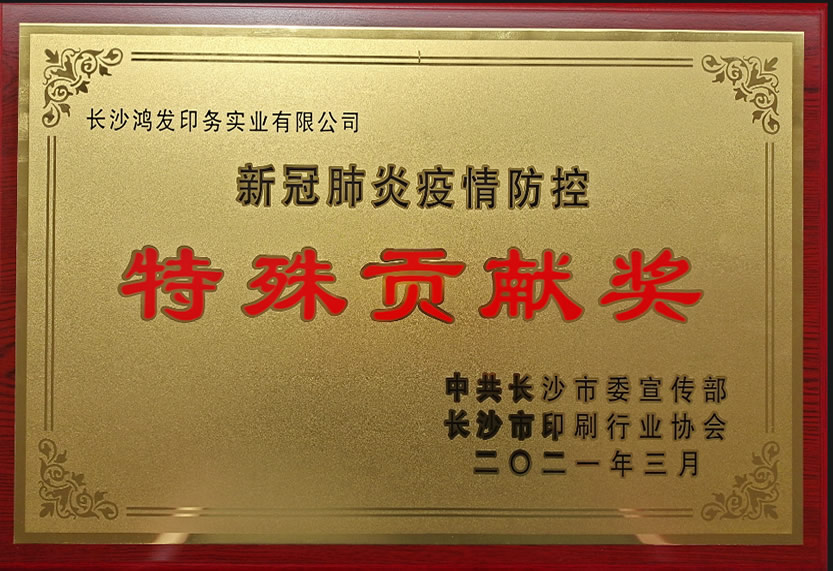 长沙鸿发印务实业有限公司
新冠肺炎疫情防控
特殊贡献奖
中共长沙市委宣传部
长沙市印刷行业协会
二〇二一年三月